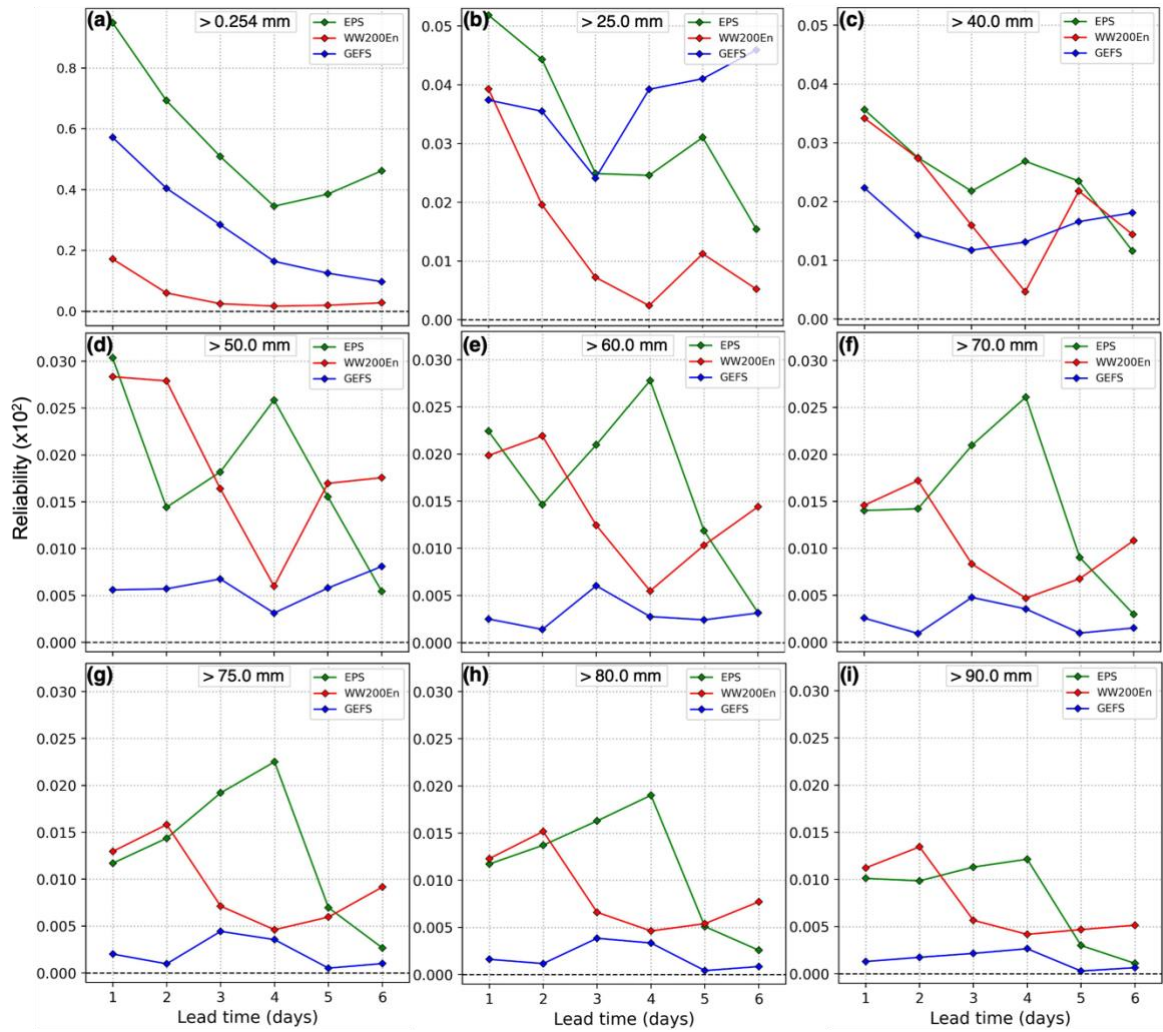 (a)
> 0.254 mm
EPS
WW200En
GEFS
0.8
0.6
0.4
0.2
0.0
(b)
> 25.0 mm
EPS
WW200En
GEFS
0.05
0.04
0.03
0.02
0.01
0.00
(c)
> 40.0 mm
EPS
WW200En
GEFS
0.05
0.04
0.03
0.02
0.01
0.00
Reliability (x10²)
(d)
> 50.0 mm
EPS
WW200En
GEFS
0.030
0.025
0.020
0.015
0.010
0.005
0.000
(e)
> 60.0 mm
EPS
WW200En
GEFS
0.030
0.025
0.020
0.015
0.010
0.005
0.000
(f)
> 70.0 mm
EPS
WW200En
GEFS
0.030
0.025
0.020
0.015
0.010
0.005
0.000
(g)
> 75.0 mm
EPS
WW200En
GEFS
0.030
0.025
0.020
0.015
0.010
0.005
0.000
1 2 3 4 5 6
Lead time (days)
(h)
> 80.0 mm
EPS
WW200En
GEFS
0.030
0.025
0.020
0.015
0.010
0.005
0.000
1 2 3 4 5 6
Lead time (days)
(i)
> 90.0 mm
EPS
WW200En
GEFS
0.030
0.025
0.020
0.015
0.010
0.005
0.000
1 2 3 4 5 6
Lead time (days)